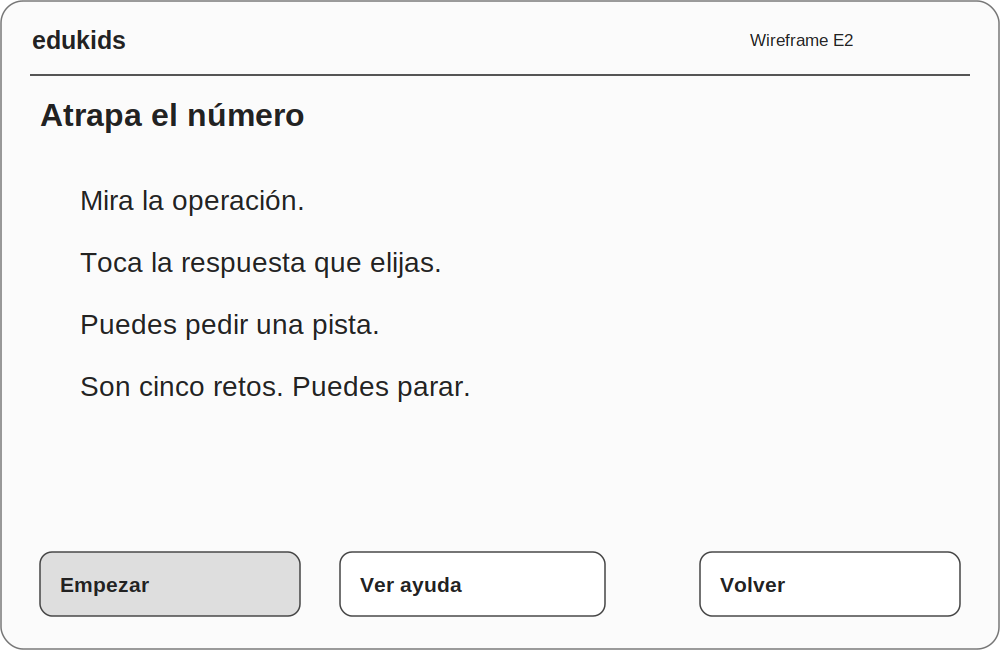 edukids
Wireframe E2
Atrapa el número
Mira la operación.
Toca la respuesta que elijas.
Puedes pedir una pista.
Son cinco retos. Puedes parar.
Empezar
Ver ayuda
Volver